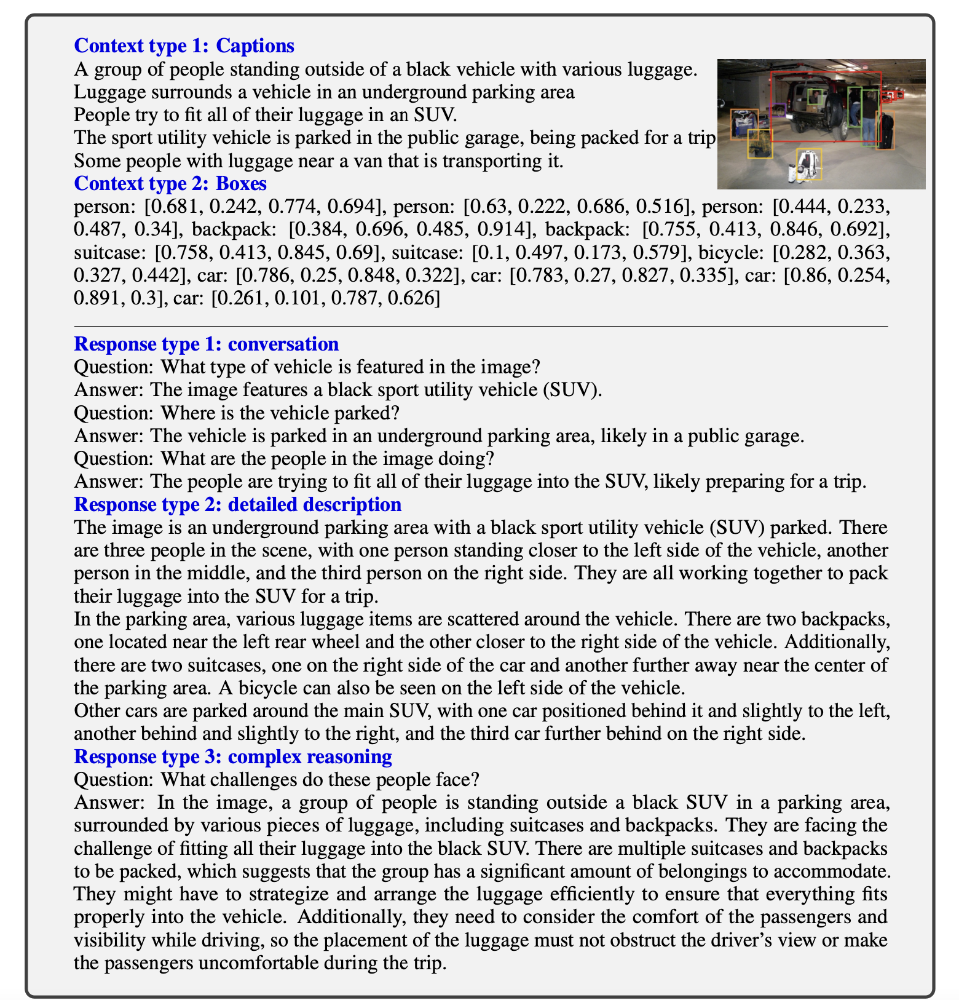 Context type 1: Captions
A group of people standing outside of a black vehicle with various luggage.
Luggage surrounds a vehicle in an underground parking area
People try to fit all of their luggage in an SUV.
The sport utility vehicle is parked in the public garage, being packed for a trip
Some people with luggage near a van that is transporting it.
Context type 2: Boxes
person: [0.681, 0.242, 0.774, 0.694], person: [0.63, 0.222, 0.686, 0.516], person: [0.444, 0.233,
0.487, 0.34], backpack: [0.384, 0.696, 0.485, 0.914], backpack: [0.755, 0.413, 0.846, 0.692],
suitcase: [0.758, 0.413, 0.845, 0.69], suitcase: [0.1, 0.497, 0.173, 0.579], bicycle: [0.282, 0.363,
0.327, 0.442], car: [0.786, 0.25, 0.848, 0.322], car: [0.783, 0.27, 0.827, 0.335], car: [0.86, 0.254,
0.891, 0.3], car: [0.261, 0.101, 0.787, 0.626]
Response type 1: conversation
Question: What type of vehicle is featured in the image?
Answer: The image features a black sport utility vehicle (SUV).
Question: Where is the vehicle parked?
Answer: The vehicle is parked in an underground parking area, likely in a public garage.
Question: What are the people in the image doing?
Answer: The people are trying to fit all of their luggage into the SUV, likely preparing for a trip.
Response type 2: detailed description
The image is an underground parking area with a black sport utility vehicle (SUV) parked. There
are three people in the scene, with one person standing closer to the left side of the vehicle, another
person in the middle, and the third person on the right side. They are all working together to pack
their luggage into the SUV for a trip.
In the parking area, various luggage items are scattered around the vehicle. There are two backpacks,
one located near the left rear wheel and the other closer to the right side of the vehicle. Additionally,
there are two suitcases, one on the right side of the car and another further away near the center of
the parking area. A bicycle can also be seen on the left side of the vehicle.
Other cars are parked around the main SUV, with one car positioned behind it and slightly to the left,
another behind and slightly to the right, and the third car further behind on the right side.
Response type 3: complex reasoning
Question: What challenges do these people face?
Answer: In the image, a group of people is standing outside a black SUV in a parking area,
surrounded by various pieces of luggage, including suitcases and backpacks. They are facing the
challenge of fitting all their luggage into the black SUV. There are multiple suitcases and backpacks
to be packed, which suggests that the group has a significant amount of belongings to accommodate.
They might have to strategize and arrange the luggage efficiently to ensure that everything fits
properly into the vehicle. Additionally, they need to consider the comfort of the passengers and
visibility while driving, so the placement of the luggage must not obstruct the driver's view or make
the passengers uncomfortable during the trip.